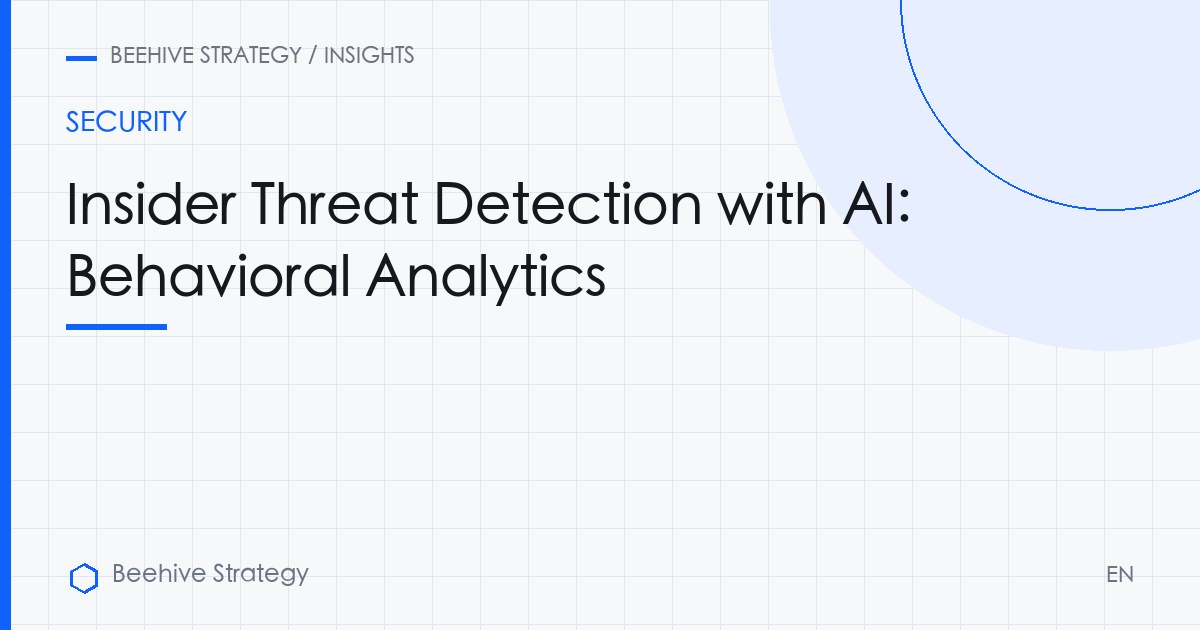 BEEHIVE STRATEGY / INSIGHTS
SECURITY
Insider Threat Detection with AI:
Behavioral Analytics
Beehive Strategy
EN